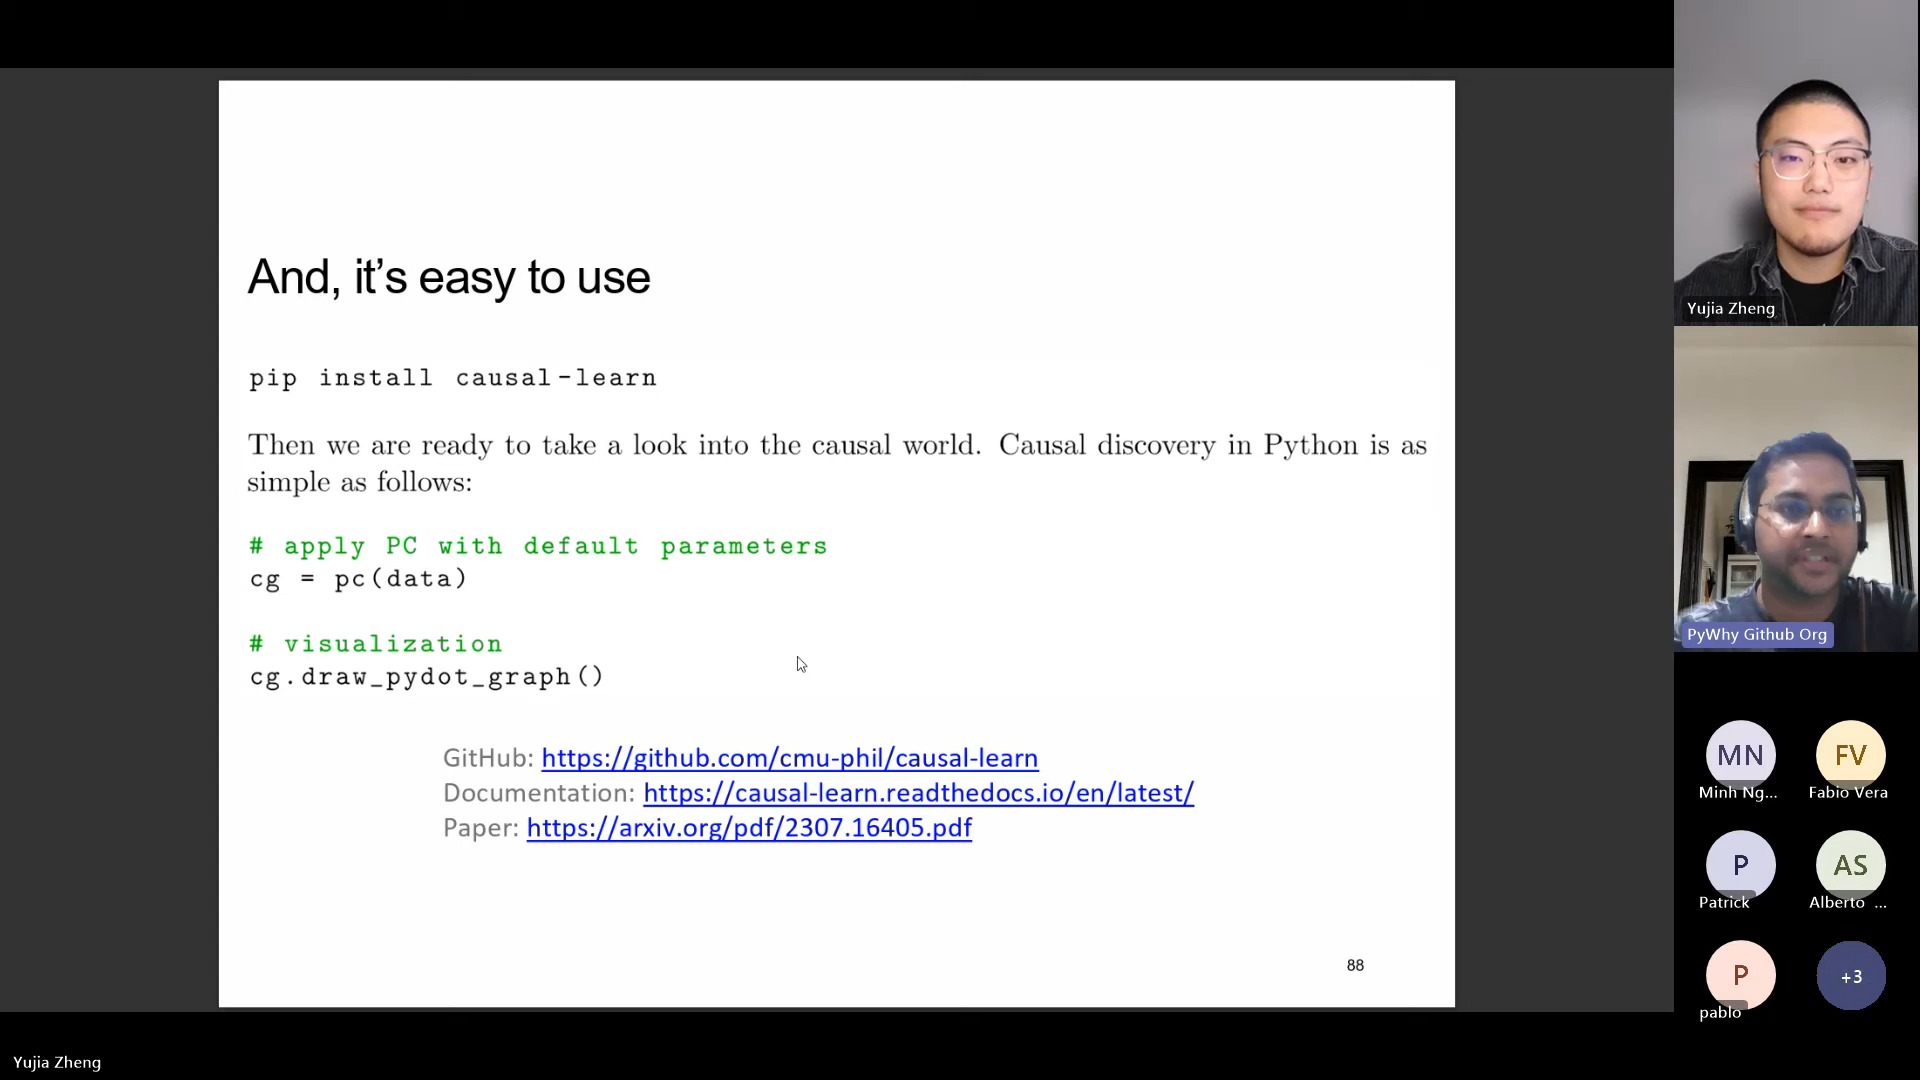 And, it's easy to use
pip install causal-learn
Then we are ready to take a look into the causal world. Causal discovery in Python is as
simple as follows:
# apply PC with default parameters
cg = pc(data)
# visualization
cg.draw_pydot_graph()
GitHub: https://github.com/cmu-phil/causal-learn
Documentation: https://causal-learn.readthedocs.io/en/latest/
Paper: https://arxiv.org/pdf/2307.16405.pdf
88
Yujia Zheng
Yujia Zheng
PyWhy Github Org
MN
Minh Ng...
FV
Fabio Vera
P
Patrick
AS
Alberto ...
P
pablo
+3